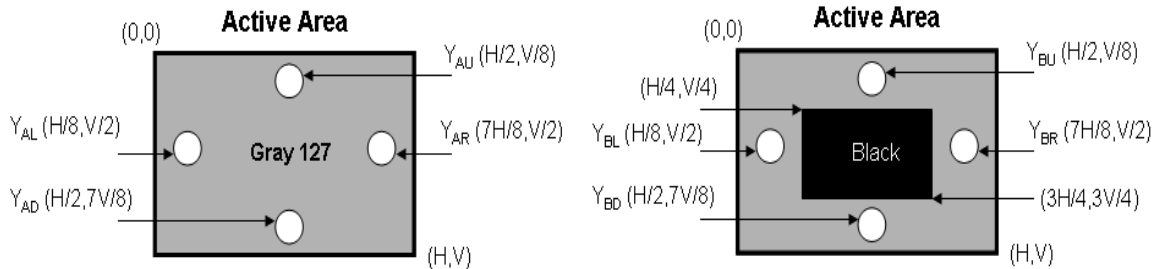 Active Area
(0,0)
Y_AU (H/2,V/8)
Y_AL (H/8,V/2)
Y_AR (7H/8,V/2)
Gray 127
Y_AD (H/2,7V/8)
(H,V)
Active Area
(0,0)
Y_BU (H/2,V/8)
(H/4,V/4)
Y_BL (H/8,V/2)
Y_BR (7H/8,V/2)
Black
Y_BD (H/2,7V/8)
(3H/4,3V/4)
(H,V)